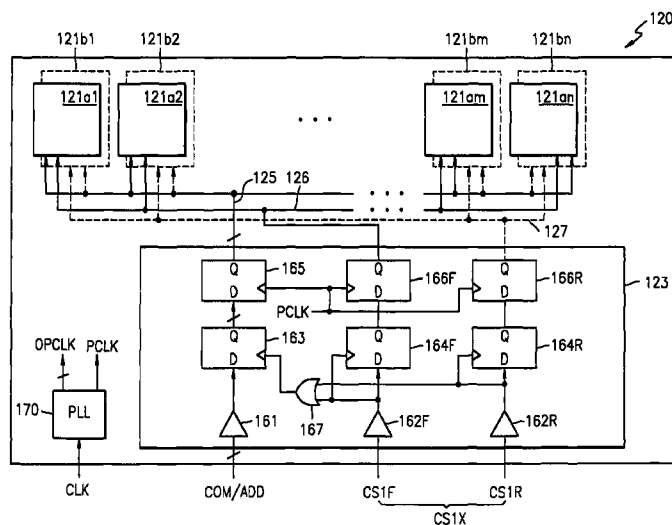 120
121b1 121b2 121bm 121bn
121a1 121a2 121am 121an
125 126
127
Q 165 Q 166F Q 166R 123
D D D
PCLK
OPCLK PCLK
Q 163 Q 164F Q 164R
D D D
167
170 PLL
161 162F 162R
CLK COM/ADD CS1F CS1R
CS1X